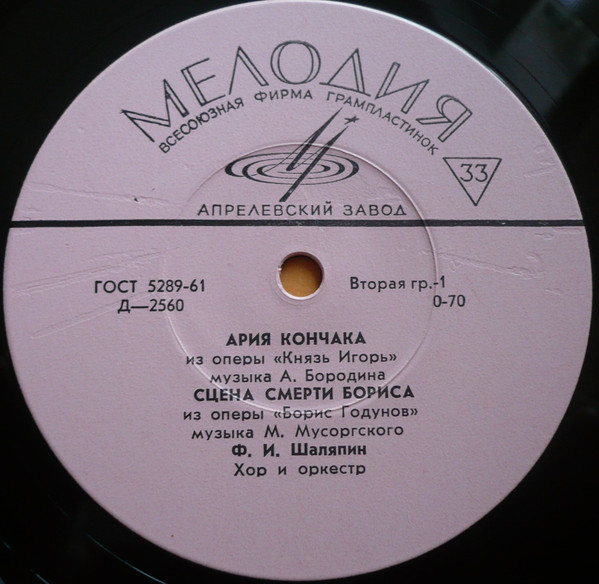 МЕЛОДИЯ
ВСЕСОЮЗНАЯ ФИРМА ГРАМПЛАСТИНОК
33
АПРЕЛЕВСКИЙ ЗАВОД
ГОСТ 5289-61 Вторая гр.-1
Д—2560 0-70
АРИЯ КОНЧАКА
из оперы «Князь Игорь»
музыка А. Бородина
СЦЕНА СМЕРТИ БОРИСА
из оперы «Борис Годунов»
музыка М. Мусоргского
Ф. И. Шаляпин
Хор и оркестр